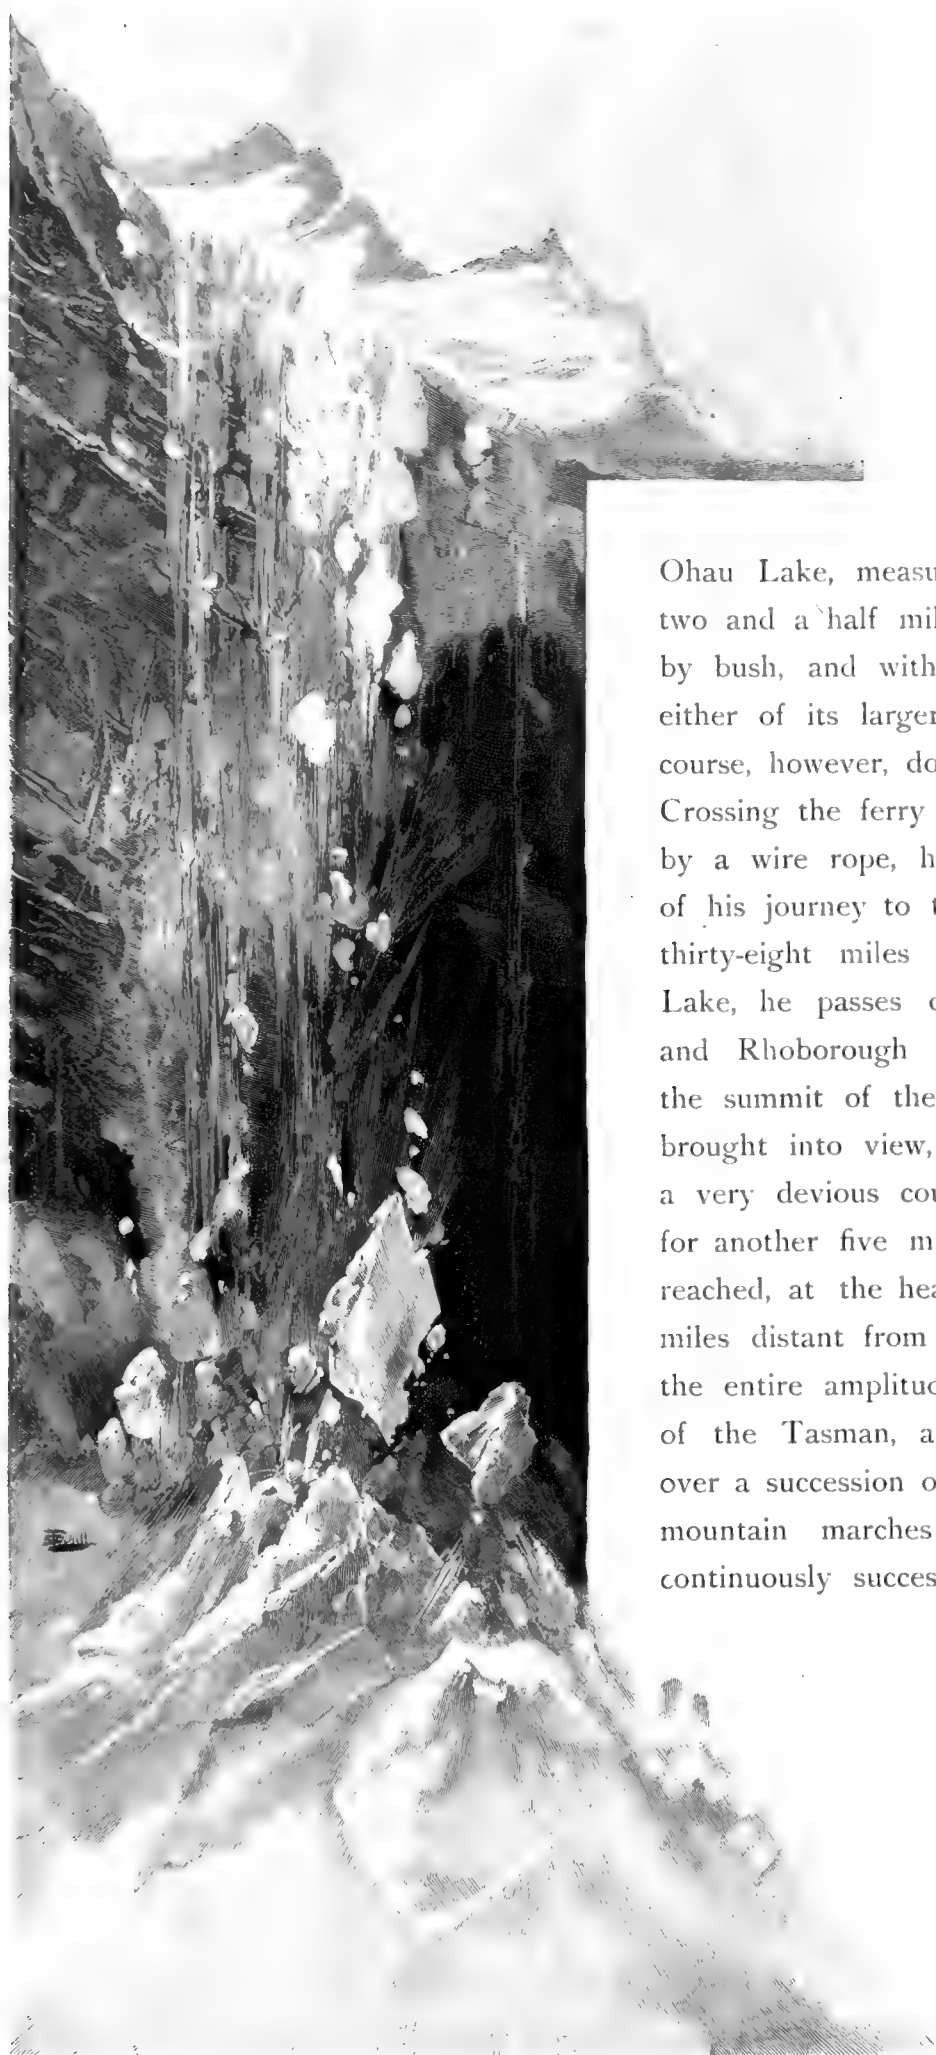 Ohau Lake, measu
two and a half mil
by bush, and with
either of its larger
course, however, do
Crossing the ferry
by a wire rope, h
of his journey to t
thirty-eight miles
Lake, he passes
and Rhoborough
the summit of the
brought into view,
a very devious cou
for another five m
reached, at the hea
miles distant from
the entire amplitud
of the Tasman, a
over a succession o
mountain marches
continuously succes